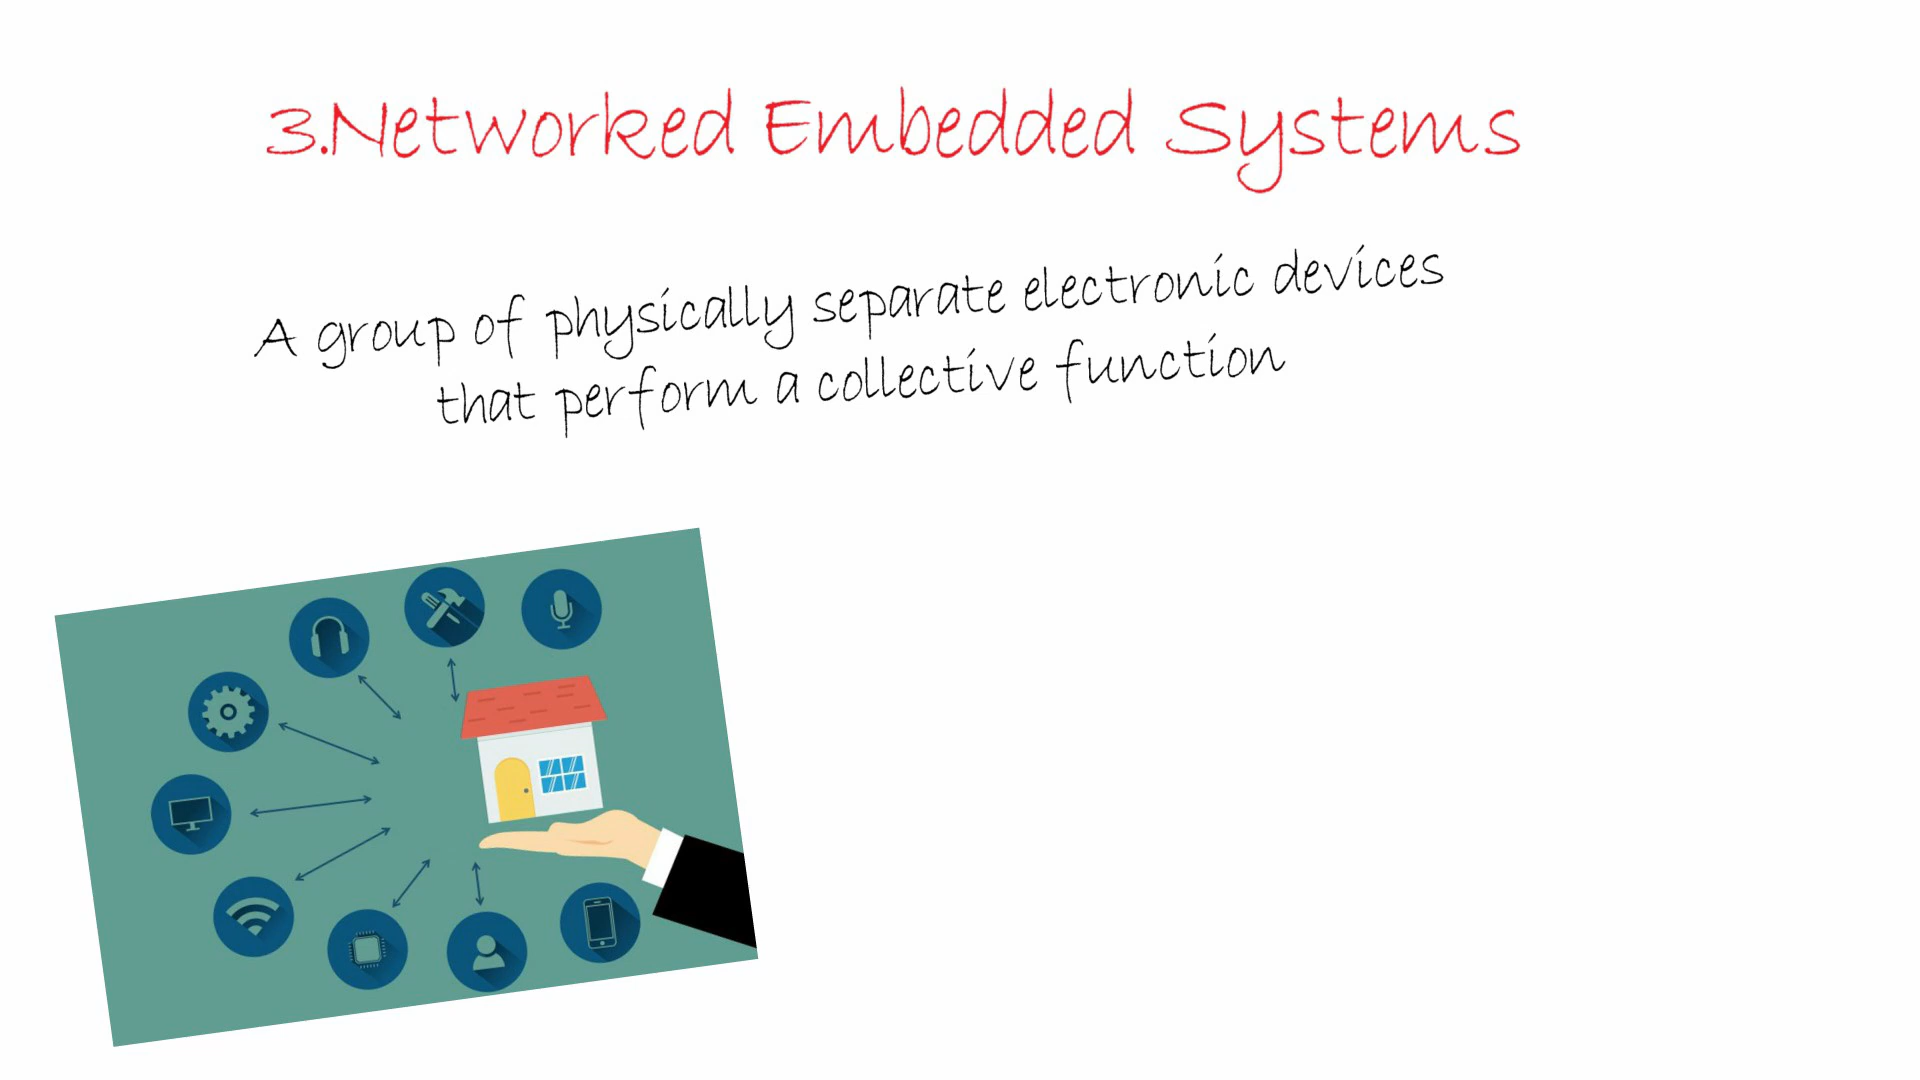 3.Networked Embedded Systems
A group of physically separate electronic devices
that perform a collective function